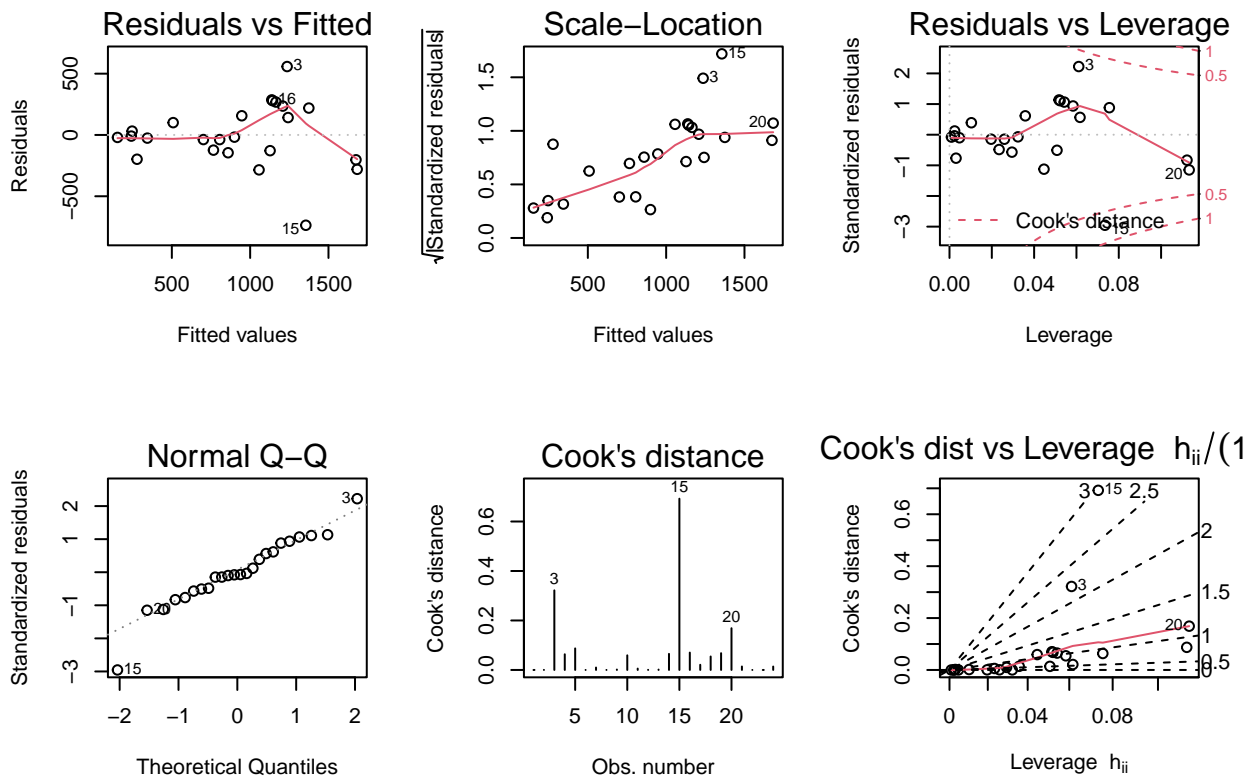 Residuals vs Fitted
Residuals
500
0
−500
3
16
15
500 1000 1500
Fitted values
Scale−Location
√|Standardized residuals|
1.5
1.0
0.5
0.0
15
3
20
500 1000 1500
Fitted values
Residuals vs Leverage
Standardized residuals
2
1
−1
−3
3
20
15
1
0.5
0.5
1
Cook's distance
0.00 0.04 0.08
Leverage
Normal Q−Q
Standardized residuals
2
1
−1
−3
3
20
15
−2 −1 0 1 2
Theoretical Quantiles
Cook's distance
Cook's distance
0.6
0.4
0.2
0.0
3
15
20
5 10 15 20
Obs. number
Cook's dist vs Leverage hii/(1
Cook's distance
0.6
0.4
0.2
0.0
3
15
2.5
2
1.5
1
0.5
0
3
20
0 0.04 0.08
Leverage hii